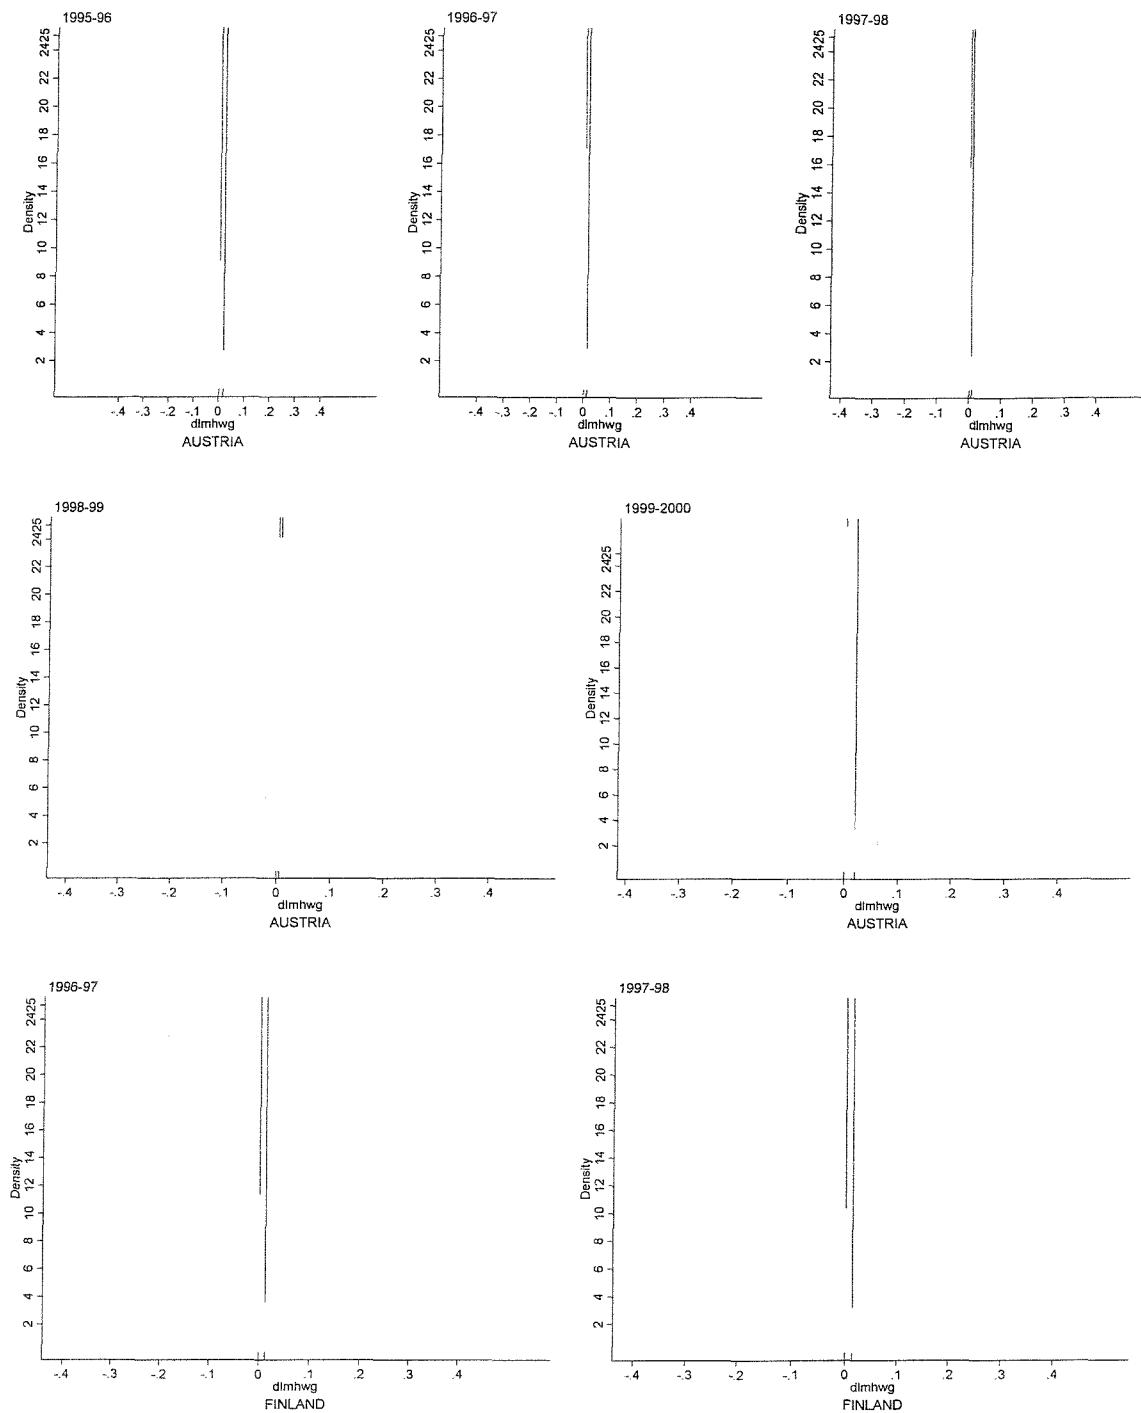 1995-96
Density
2 4 6 8 10 12 14 16 18 20 22 2425
-.4 -.3 -.2 -.1 0 .1 .2 .3 .4
dlmhwg
AUSTRIA
1996-97
Density
2 4 6 8 10 12 14 16 18 20 22 2425
-.4 -.3 -.2 -.1 0 .1 .2 .3 .4
dlmhwg
AUSTRIA
1997-98
Density
2 4 6 8 10 12 14 16 18 20 22 2425
-.4 -.3 -.2 -.1 0 .1 .2 .3 .4
dlmhwg
AUSTRIA
1998-99
Density
2 4 6 8 10 12 14 16 18 20 22 2425
-.4 -.3 -.2 -.1 0 .1 .2 .3 .4
dlmhwg
AUSTRIA
1999-2000
Density
2 4 6 8 10 12 14 16 18 20 22 2425
-.4 -.3 -.2 -.1 0 .1 .2 .3 .4
dlmhwg
AUSTRIA
1996-97
Density
2 4 6 8 10 12 14 16 18 20 22 2425
-.4 -.3 -.2 -.1 0 .1 .2 .3 .4
dlmhwg
FINLAND
1997-98
Density
2 4 6 8 10 12 14 16 18 20 22 2425
-.4 -.3 -.2 -.1 0 .1 .2 .3 .4
dlmhwg
FINLAND